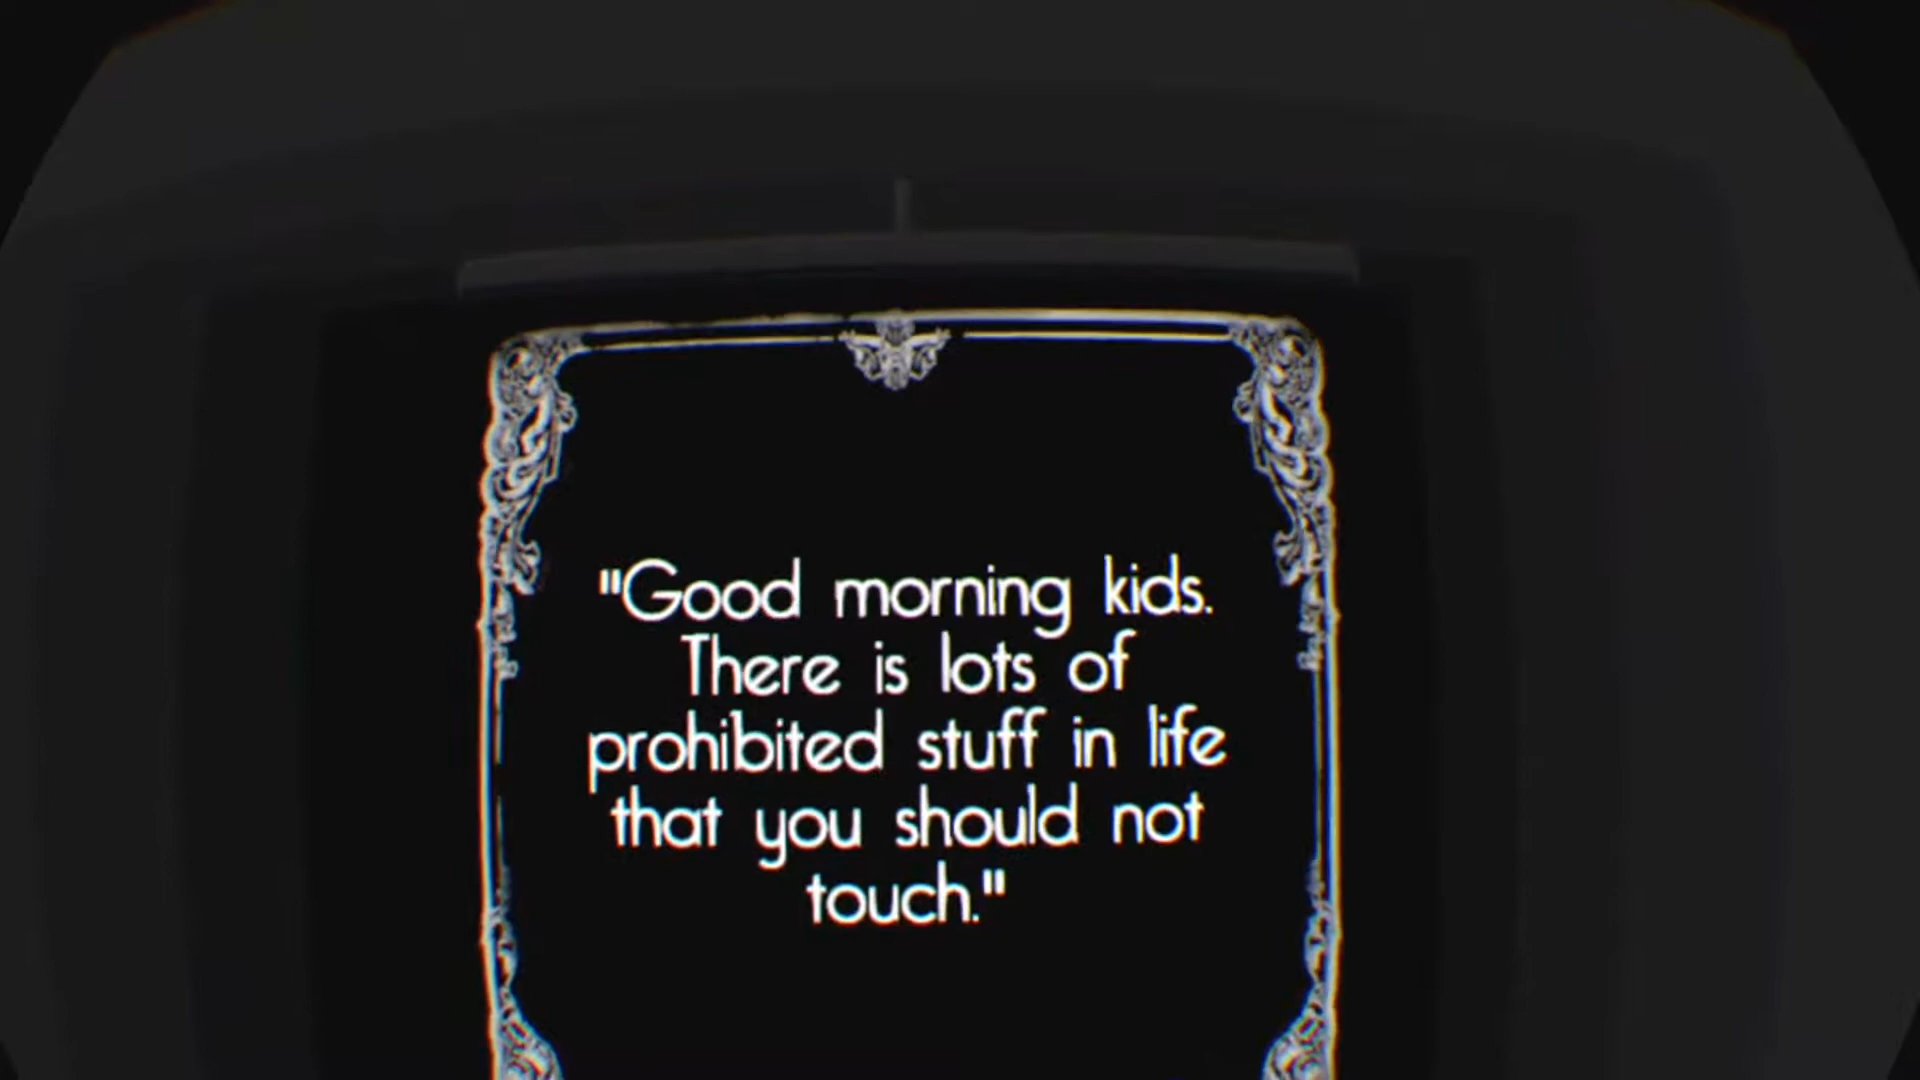 "Good morning kids.
There is lots of
prohibited stuff in life
that you should not
touch."